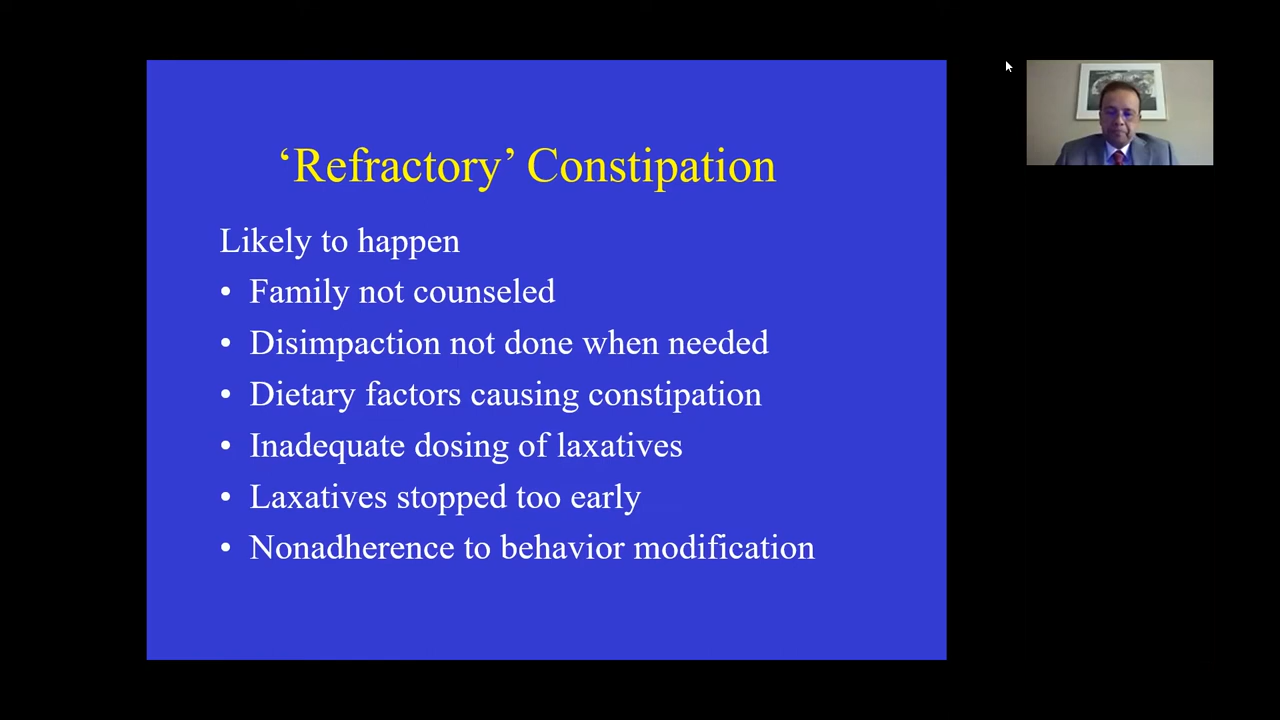 ‘Refractory’ Constipation
Likely to happen
• Family not counseled
• Disimpaction not done when needed
• Dietary factors causing constipation
• Inadequate dosing of laxatives
• Laxatives stopped too early
• Nonadherence to behavior modification